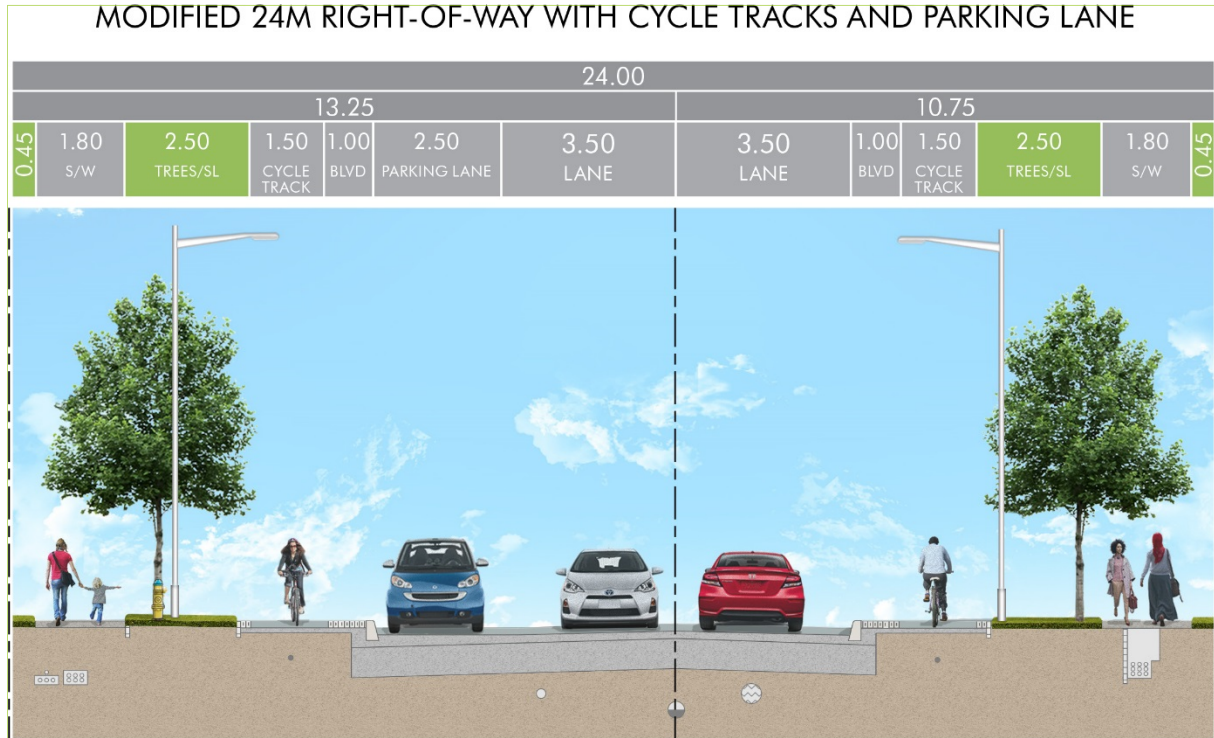 MODIFIED 24M RIGHT-OF-WAY WITH CYCLE TRACKS AND PARKING LANE
24.00
13.25
10.75
0.45
1.80
S/W
2.50
TREES/SL
1.50
CYCLE
TRACK
1.00
BLVD
2.50
PARKING LANE
3.50
LANE
3.50
LANE
1.00
BLVD
1.50
CYCLE
TRACK
2.50
TREES/SL
1.80
S/W
0.45